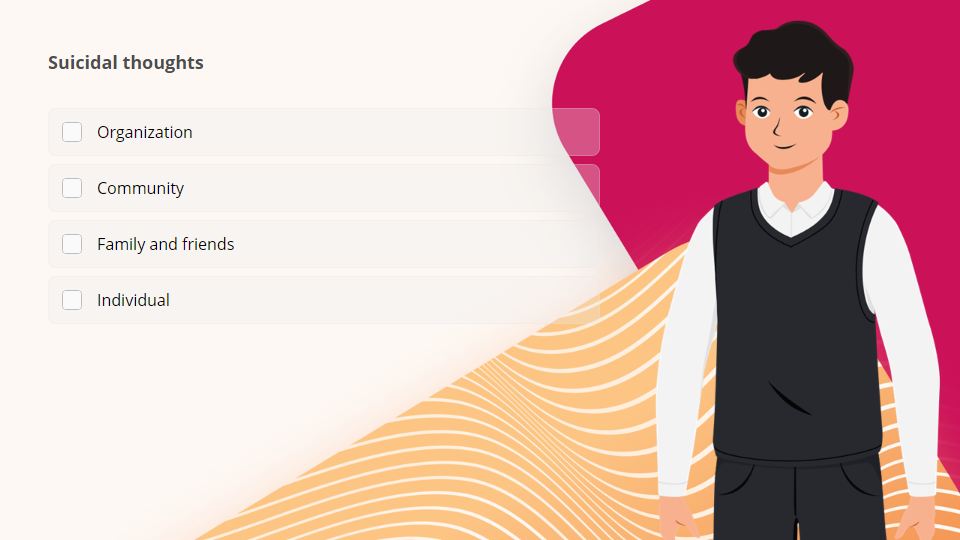 Suicidal thoughts
Organization
Community
Family and friends
Individual